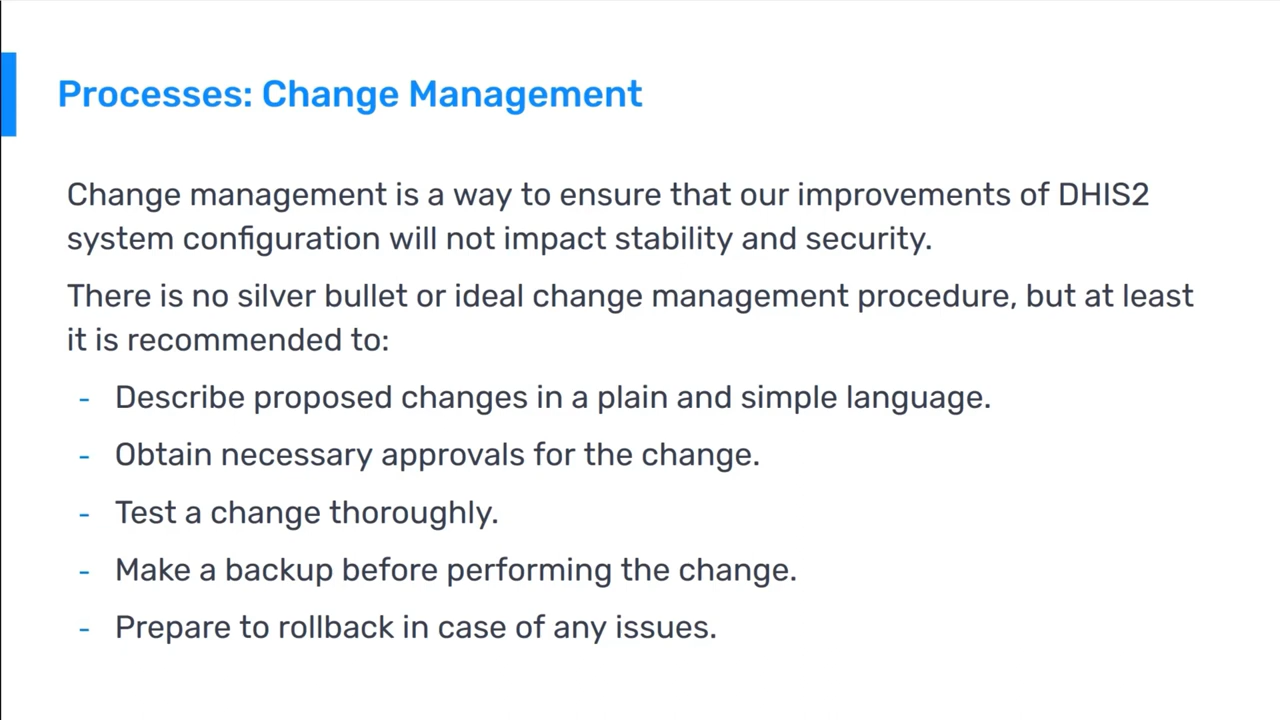 Processes: Change Management
Change management is a way to ensure that our improvements of DHIS2
system configuration will not impact stability and security.
There is no silver bullet or ideal change management procedure, but at least
it is recommended to:
- Describe proposed changes in a plain and simple language.
- Obtain necessary approvals for the change.
- Test a change thoroughly.
- Make a backup before performing the change.
- Prepare to rollback in case of any issues.